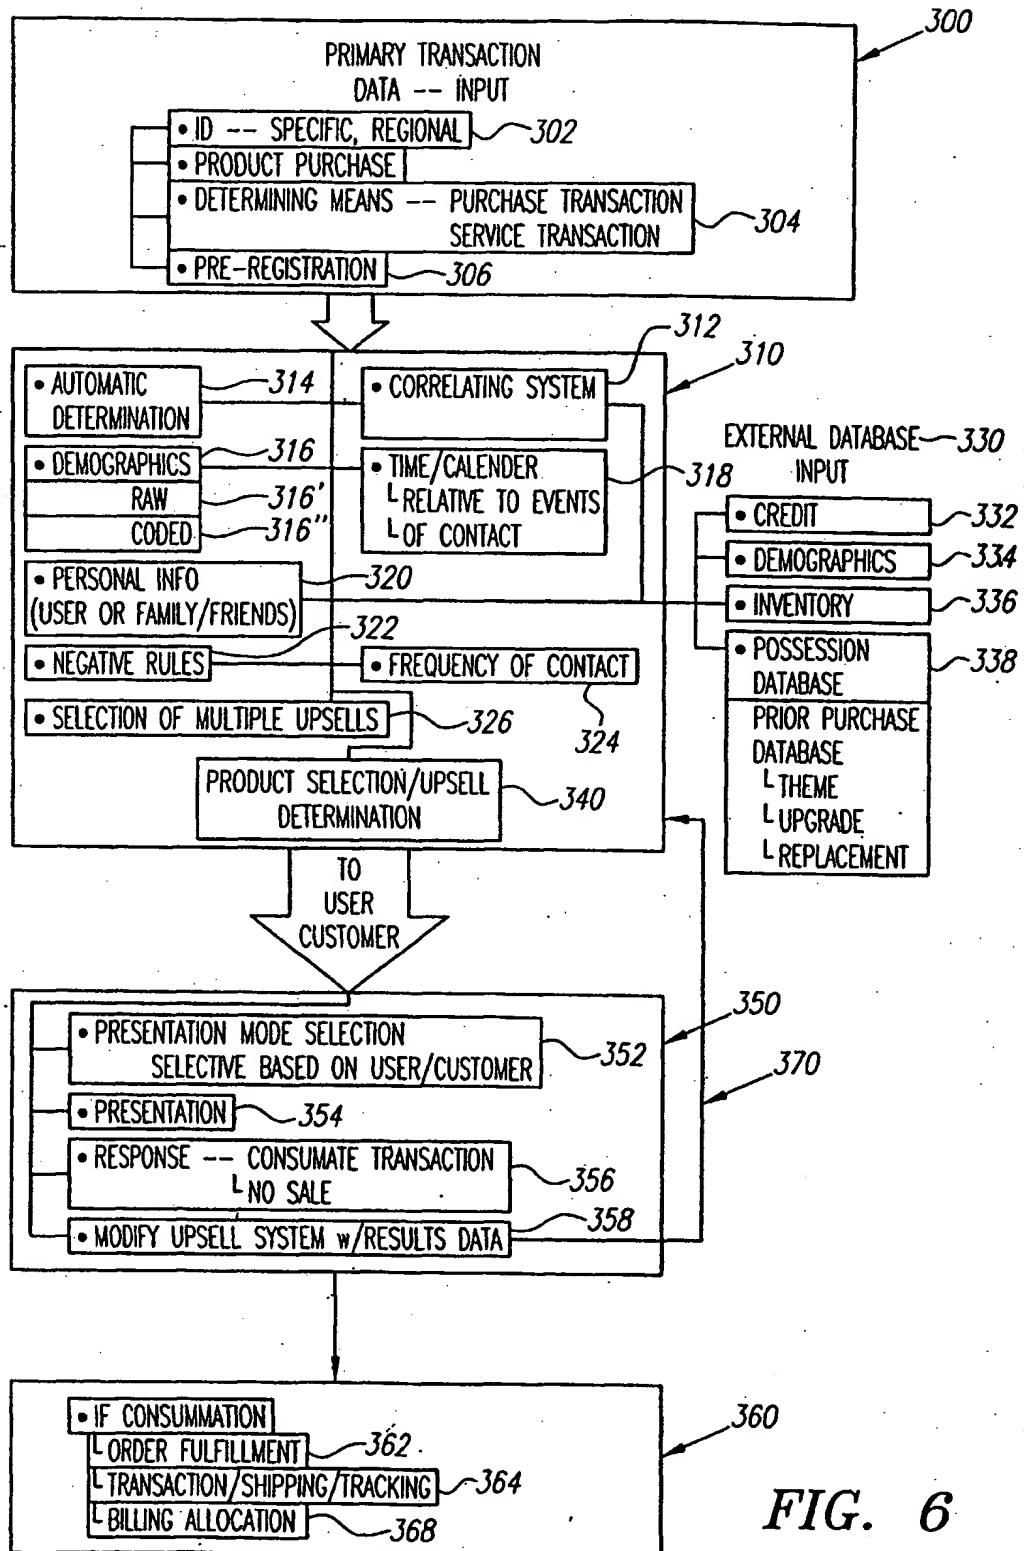 300
PRIMARY TRANSACTION
DATA -- INPUT
• ID -- SPECIFIC, REGIONAL 302
• PRODUCT PURCHASE
• DETERMINING MEANS -- PURCHASE TRANSACTION
SERVICE TRANSACTION 304
• PRE-REGISTRATION 306
312
310
• AUTOMATIC
DETERMINATION
314
• CORRELATING SYSTEM
• DEMOGRAPHICS 316
RAW 316'
CODED 316"
• TIME/CALENDER
└ RELATIVE TO EVENTS
└ OF CONTACT
318
• PERSONAL INFO
(USER OR FAMILY/FRIENDS)
320
322
• NEGATIVE RULES
• FREQUENCY OF CONTACT
324
• SELECTION OF MULTIPLE UPSELLS 326
PRODUCT SELECTION/UPSELL
DETERMINATION
340
EXTERNAL DATABASE 330
INPUT
• CREDIT 332
• DEMOGRAPHICS 334
• INVENTORY 336
• POSSESSION
DATABASE
338
PRIOR PURCHASE
DATABASE
└ THEME
└ UPGRADE
└ REPLACEMENT
TO
USER
CUSTOMER
350
370
• PRESENTATION MODE SELECTION
SELECTIVE BASED ON USER/CUSTOMER 352
• PRESENTATION 354
• RESPONSE -- CONSUMATE TRANSACTION
└ NO SALE
356
358
• MODIFY UPSELL SYSTEM w/RESULTS DATA
360
• IF CONSUMMATION
└ ORDER FULFILLMENT 362
└ TRANSACTION/SHIPPING/TRACKING 364
└ BILLING ALLOCATION 368
FIG. 6